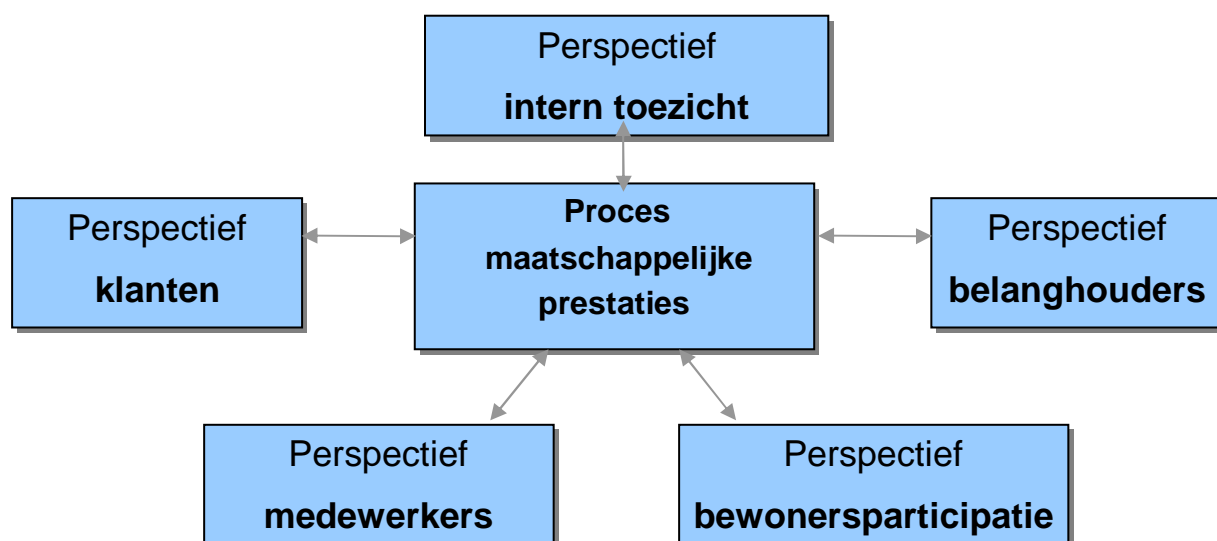 Perspectief
intern toezicht
Perspectief
klanten
Proces
maatschappelijke
prestaties
Perspectief
belanghouders
Perspectief
medewerkers
Perspectief
bewonersparticipatie